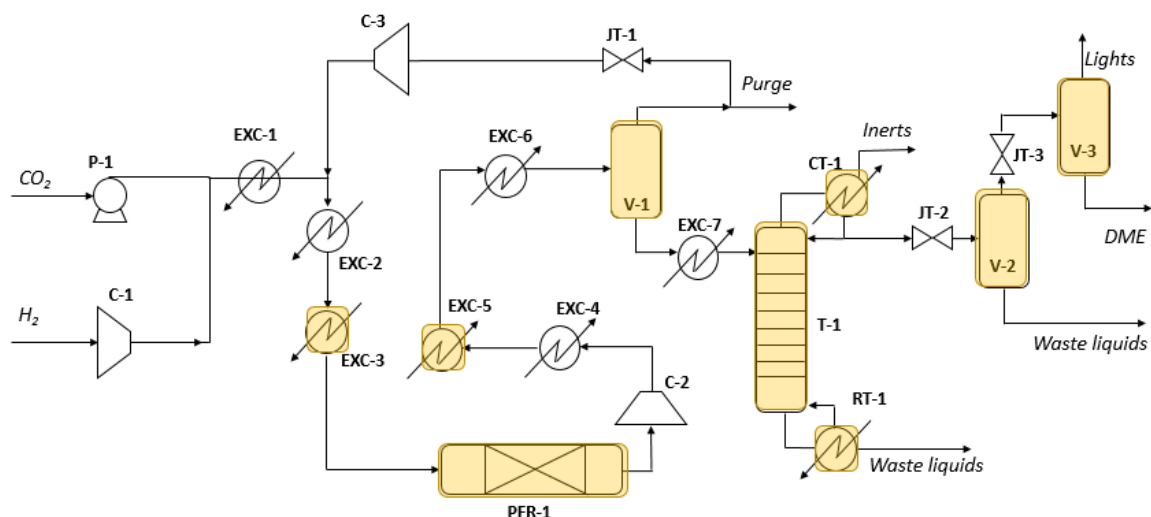 C-3
JT-1
Lights
Purge
EXC-1
EXC-6
Inerts
V-3
P-1
CT-1
JT-3
CO2
V-1
JT-2
EXC-7
DME
EXC-2
V-2
C-1
H2
EXC-5
EXC-4
T-1
Waste liquids
EXC-3
C-2
RT-1
Waste liquids
PFR-1